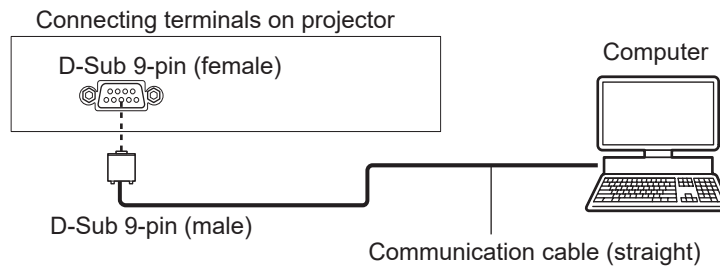 Connecting terminals on projector
D-Sub 9-pin (female)
Computer
D-Sub 9-pin (male)
Communication cable (straight)